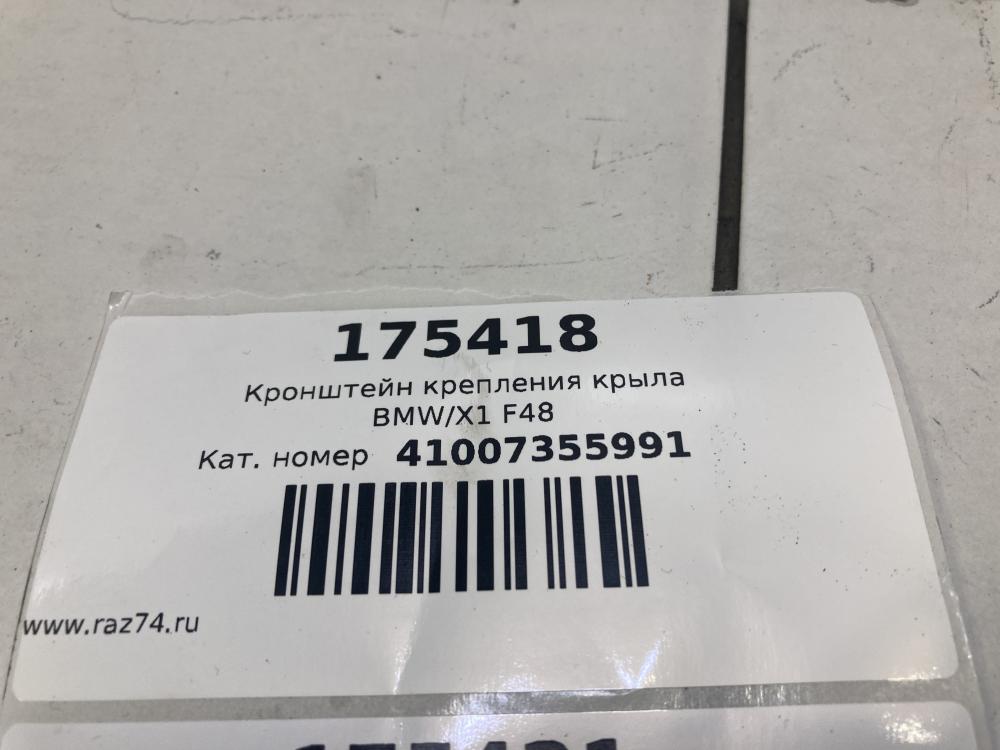 175418
Кронштейн крепления крыла
BMW/X1 F48
Кат. номер 41007355991
www.raz74.ru